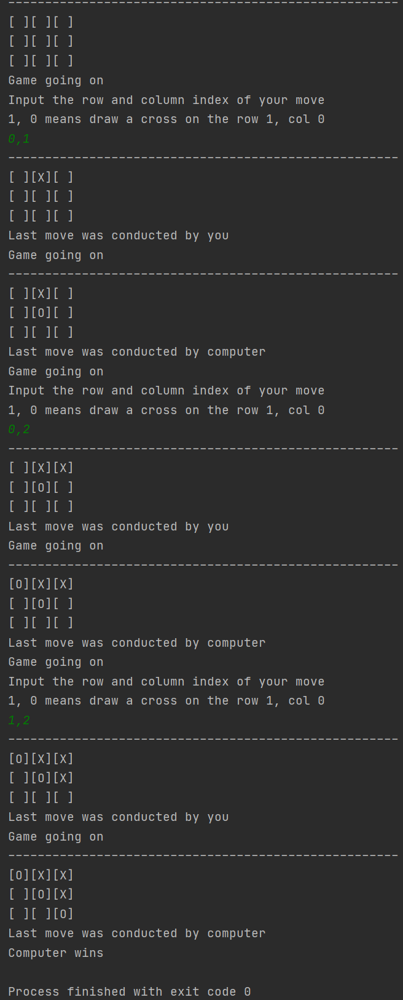 -----------------------------------------------------
[ ][ ][ ]
[ ][ ][ ]
[ ][ ][ ]
Game going on
Input the row and column index of your move
1, 0 means draw a cross on the row 1, col 0
0,1
-----------------------------------------------------
[ ][X][ ]
[ ][ ][ ]
[ ][ ][ ]
Last move was conducted by you
Game going on
-----------------------------------------------------
[ ][X][ ]
[ ][O][ ]
[ ][ ][ ]
Last move was conducted by computer
Game going on
Input the row and column index of your move
1, 0 means draw a cross on the row 1, col 0
0,2
-----------------------------------------------------
[ ][X][X]
[ ][O][ ]
[ ][ ][ ]
Last move was conducted by you
Game going on
-----------------------------------------------------
[O][X][X]
[ ][O][ ]
[ ][ ][ ]
Last move was conducted by computer
Game going on
Input the row and column index of your move
1, 0 means draw a cross on the row 1, col 0
1,2
-----------------------------------------------------
[O][X][X]
[ ][O][X]
[ ][ ][ ]
Last move was conducted by you
Game going on
-----------------------------------------------------
[O][X][X]
[ ][O][X]
[ ][ ][O]
Last move was conducted by computer
Computer wins

Process finished with exit code 0